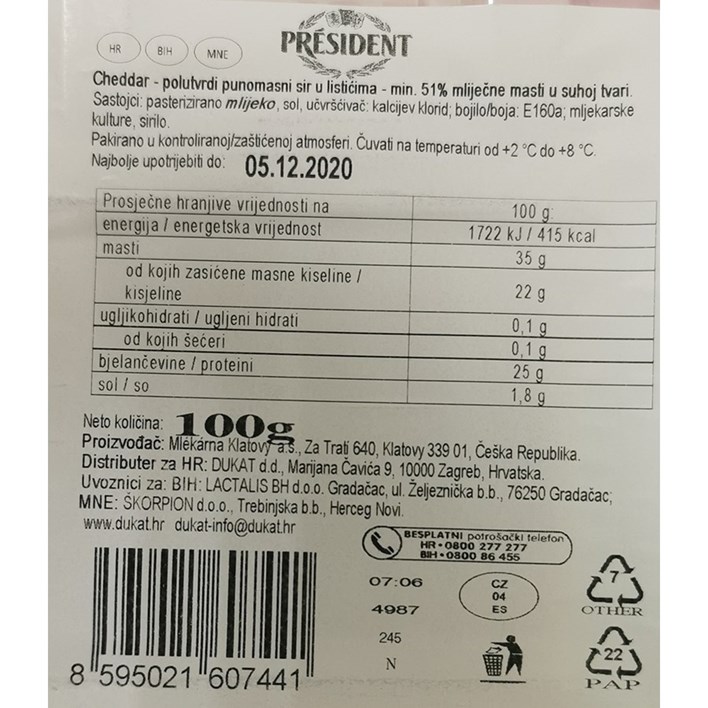 HR BIH MNE
PRÉSIDENT
Cheddar - polutvrdi punomasni sir u listićima - min. 51% mliječne masti u suhoj tvari.
Sastojci: pasterizirano mlijeko, sol, učvršćivač: kalcijev klorid; bojilo/boja: E160a; mljekarske
kulture, sirilo.
Pakirano u kontroliranoj/zaštićenoj atmosferi. Čuvati na temperaturi od +2 °C do +8 °C.
Najbolje upotrijebiti do: 05.12.2020
Prosječne hranjive vrijednosti na 100 g:
energija / energetska vrijednost 1722 kJ / 415 kcal
masti 35 g
od kojih zasićene masne kiseline /
kisjeline 22 g
ugljikohidrati / ugljeni hidrati 0,1 g
od kojih šećeri 0,1 g
bjelančevine / proteini 25 g
sol / so 1,8 g
Neto količina: 100g
Proizvođač: Mlékárna Klatovy a.s., Za Tratí 640, Klatovy 339 01, Češka Republika.
Distributer za HR: DUKAT d.d., Marijana Čavića 9, 10000 Zagreb, Hrvatska.
Uvoznici za: BIH: LACTALIS BH d.o.o. Gradačac, ul. Željeznička b.b., 76250 Gradačac;
MNE: ŠKORPION d.o.o., Trebinjska b.b., Herceg Novi.
www.dukat.hr dukat-info@dukat.hr
BESPLATNI potrošački telefon
HR • 0800 277 277
BIH • 0800 86 455
07:06
4987
245
N
CZ
04
ES
7
OTHER
22
PAP
8 595021 607441